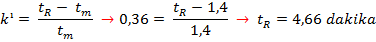 k¹ = (t_R − t_m) / t_m → 0,36 = (t_R − 1,4) / 1,4 → t_R = 4,66 dakika